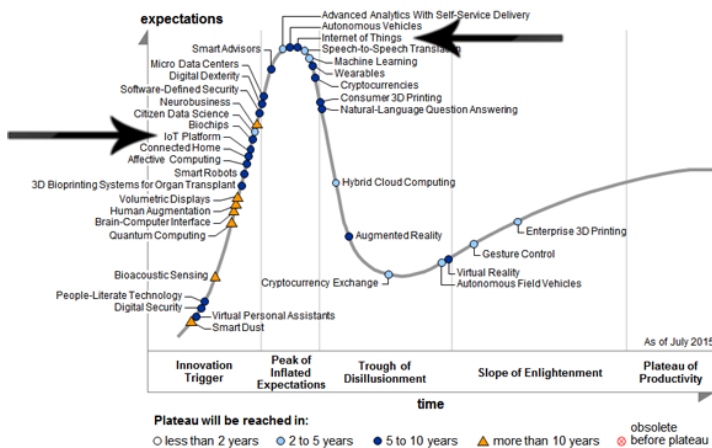 expectations
Advanced Analytics With Self-Service Delivery
Autonomous Vehicles
Internet of Things
Speech-to-Speech Translation
Machine Learning
Wearables
Cryptocurrencies
Consumer 3D Printing
Natural-Language Question Answering
Smart Advisors
Micro Data Centers
Digital Dexterity
Software-Defined Security
Neurobusiness
Citizen Data Science
Biochips
IoT Platform
Connected Home
Affective Computing
Smart Robots
3D Bioprinting Systems for Organ Transplant
Volumetric Displays
Human Augmentation
Brain-Computer Interface
Quantum Computing
Bioacoustic Sensing
People-Literate Technology
Digital Security
Virtual Personal Assistants
Smart Dust
Hybrid Cloud Computing
Augmented Reality
Cryptocurrency Exchange
Enterprise 3D Printing
Gesture Control
Virtual Reality
Autonomous Field Vehicles
As of July 2015
Innovation
Trigger
Peak of
Inflated
Expectations
Trough of
Disillusionment
Slope of Enlightenment
Plateau of
Productivity
time
Plateau will be reached in:
less than 2 years
2 to 5 years
5 to 10 years
more than 10 years
obsolete
before plateau